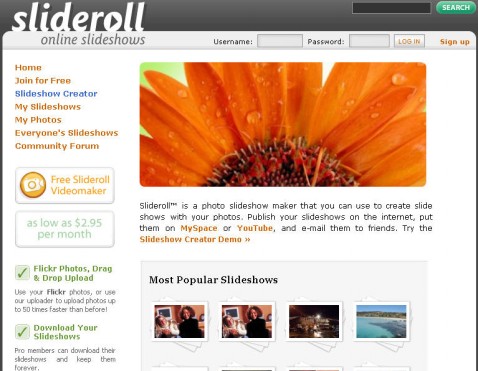 slideroll
online slideshows
SEARCH
Username: Password: LOG IN Sign up
Home
Join for Free
Slideshow Creator
My Slideshows
My Photos
Everyone's Slideshows
Community Forum
Free Slideroll
Videomaker
as low as $2.95
per month
Flickr Photos, Drag
& Drop Upload
Use your Flickr photos, or use
our uploader to upload photos up
to 50 times faster than before!
Download Your
Slideshows
Pro members can download their
slideshows and keep them
forever.
Slideroll™ is a photo slideshow maker that you can use to create slide
shows with your photos. Publish your slideshows on the internet, put
them on MySpace or YouTube, and e-mail them to friends. Try the
Slideshow Creator Demo »
Most Popular Slideshows